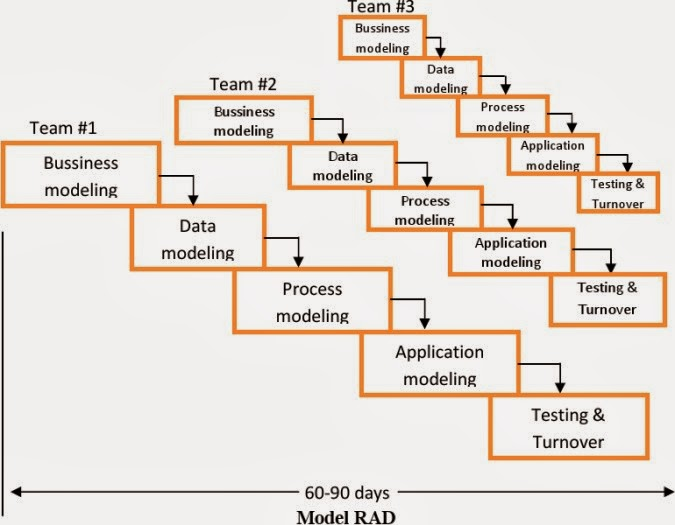 Team #3
Bussiness
modeling
Data
modeling
Process
modeling
Application
modeling
Testing &
Turnover
Team #2
Bussiness
modeling
Data
modeling
Process
modeling
Application
modeling
Testing &
Turnover
Team #1
Bussiness
modeling
Data
modeling
Process
modeling
Application
modeling
Testing &
Turnover
60-90 days
Model RAD